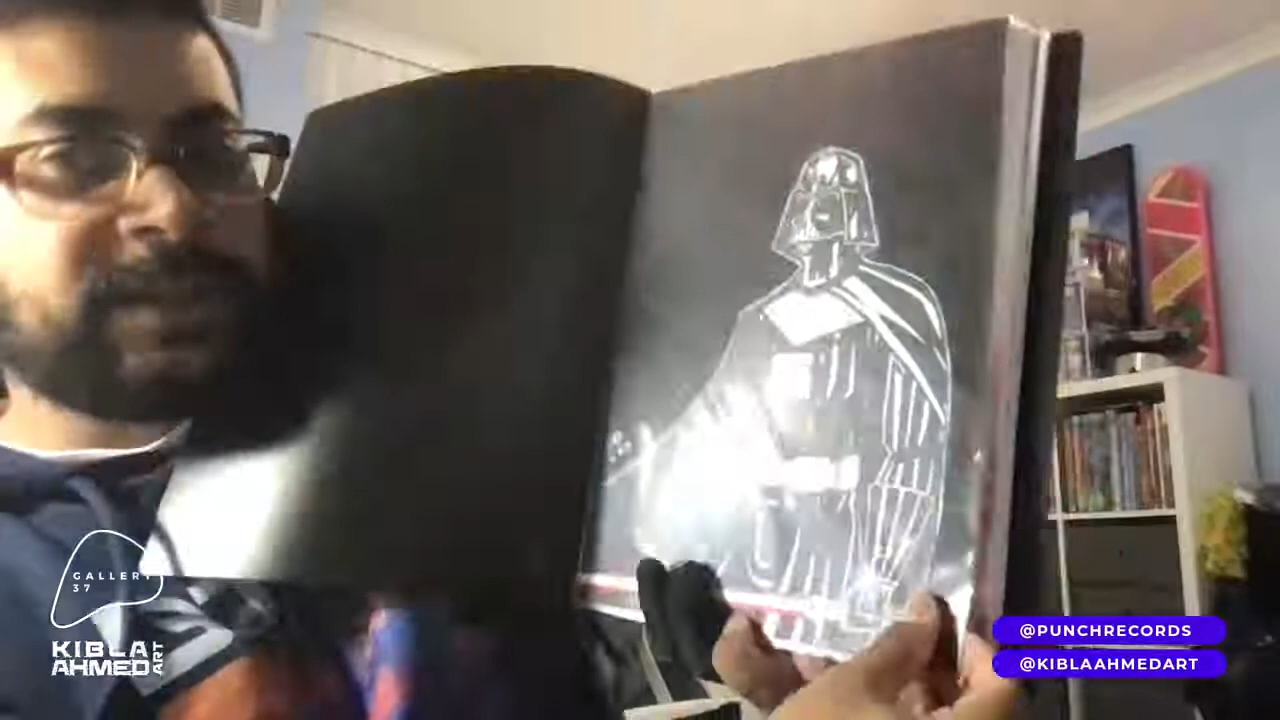 GALLERY
37
KIBLA
AHMED ART
@PUNCHRECORDS
@KIBLAAHMEDART